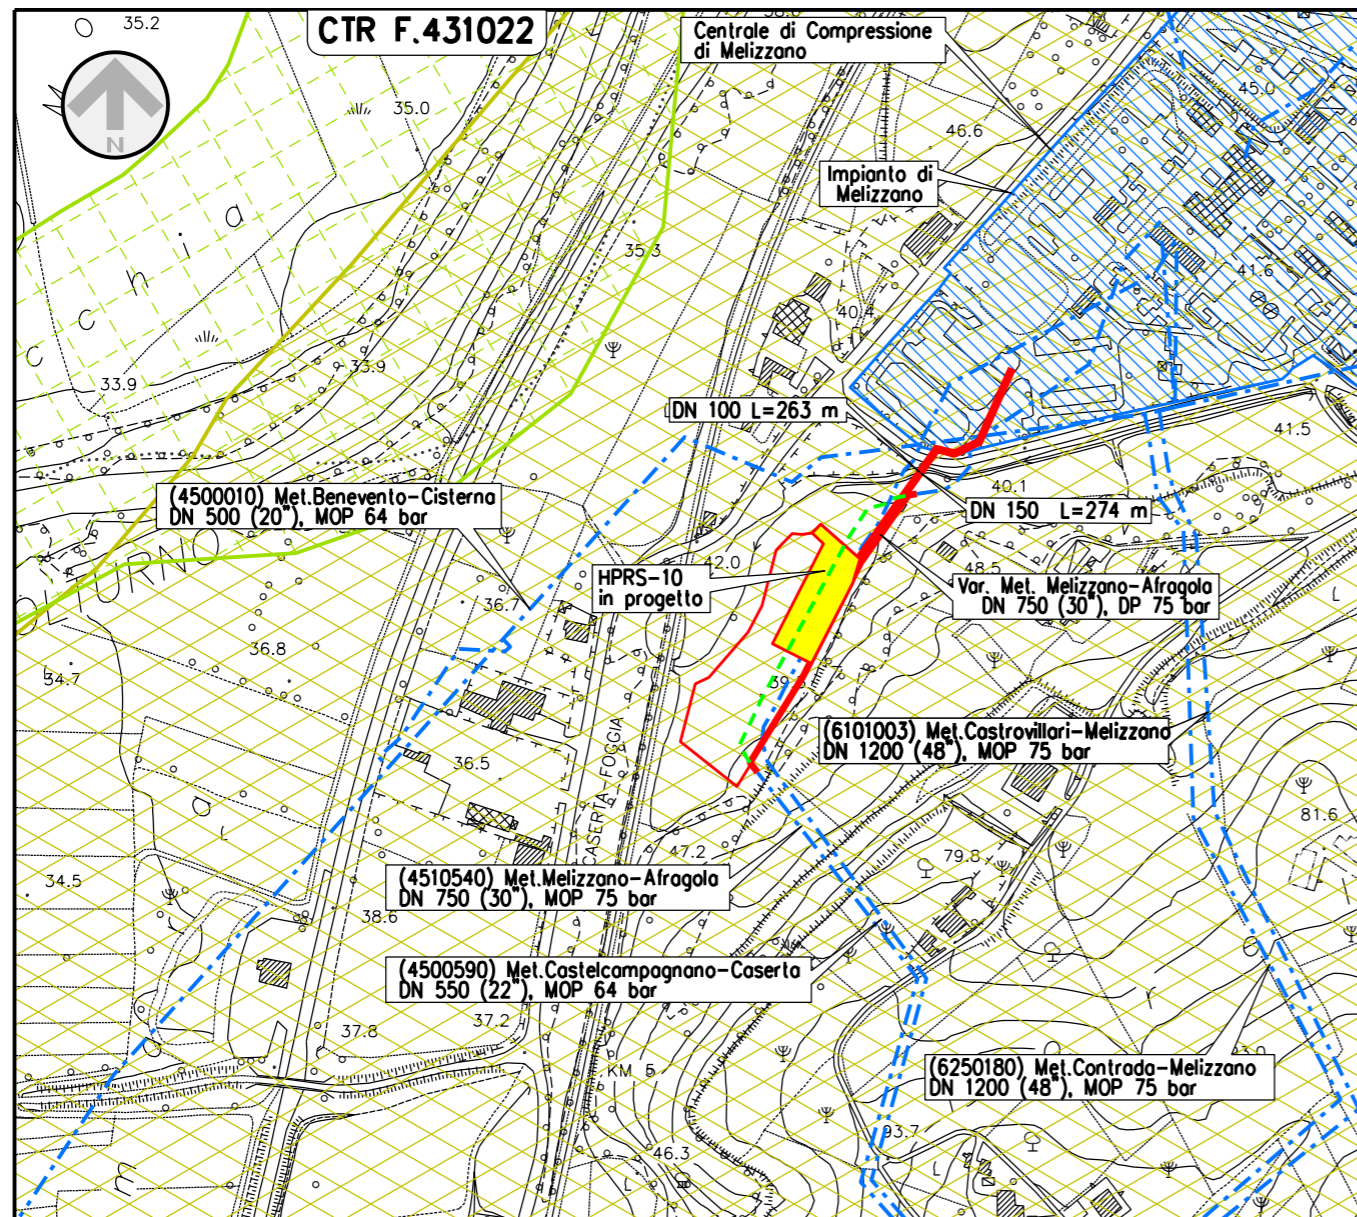 CTR F.431022
35.2
N
35.0
Centrale di Compressione
di Melizzano
46.6
45.0
Impianto di
Melizzano
35.3
41.6
40.4
33.9
33.9
DN 100 L=263 m
41.5
(4500010) Met.Benevento-Cisterna
DN 500 (20"), MOP 64 bar
40.1
DN 150 L=274 m
42.0
48.5
HPRS-10
in progetto
Var. Met. Melizzano-Afragola
DN 750 (30"), DP 75 bar
36.7
36.8
34.7
(6101003) Met.Castrovillari-Melizzano
DN 1200 (48"), MOP 75 bar
36.5
CASERTA-FOGGIA
81.6
47.2
79.8
34.5
(4510540) Met.Melizzano-Afragola
DN 750 (30"), MOP 75 bar
38.6
(4500590) Met.Castelcampagnano-Caserta
DN 550 (22"), MOP 64 bar
37.8
37.2
KM 5
(6250180) Met.Contrada-Melizzano
DN 1200 (48"), MOP 75 bar
93.7
46.3